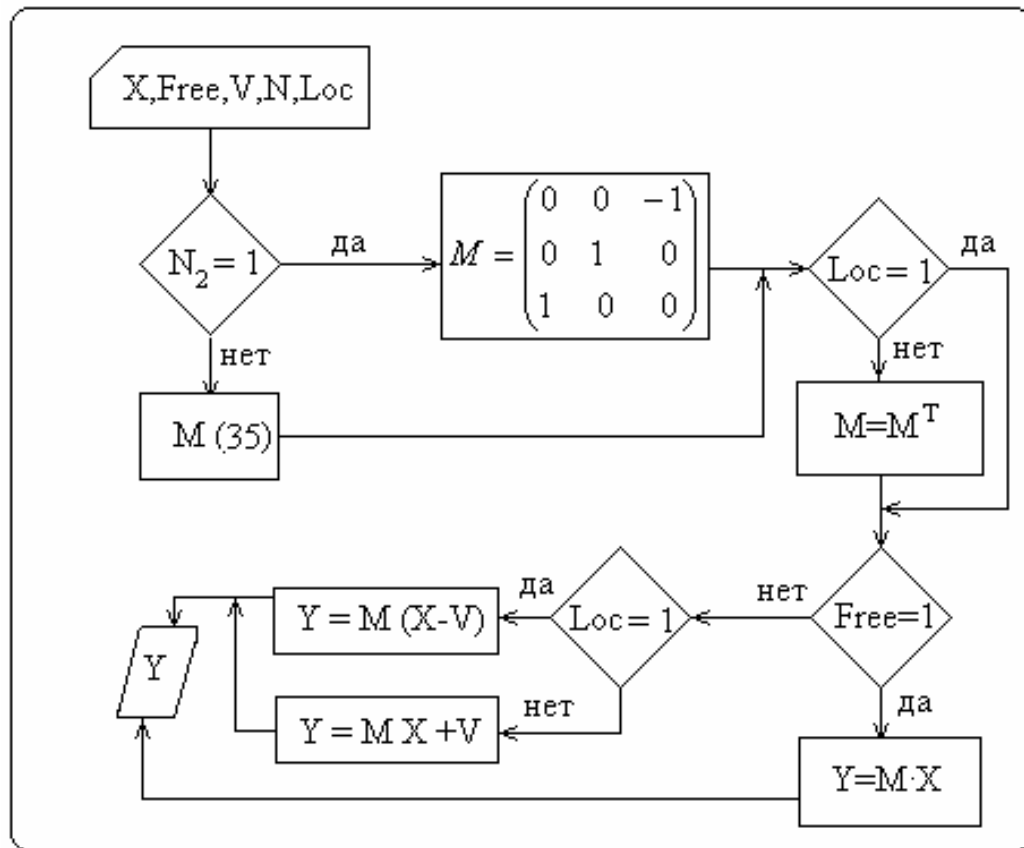 X,Free,V,N,Loc
N₂ = 1
да
нет
M = (0 0 −1
0 1 0
1 0 0)
M (35)
Loc = 1
да
нет
M=Mᵀ
Free=1
нет
да
Loc = 1
да
нет
Y = M (X-V)
Y = M X +V
Y=M·X
Y